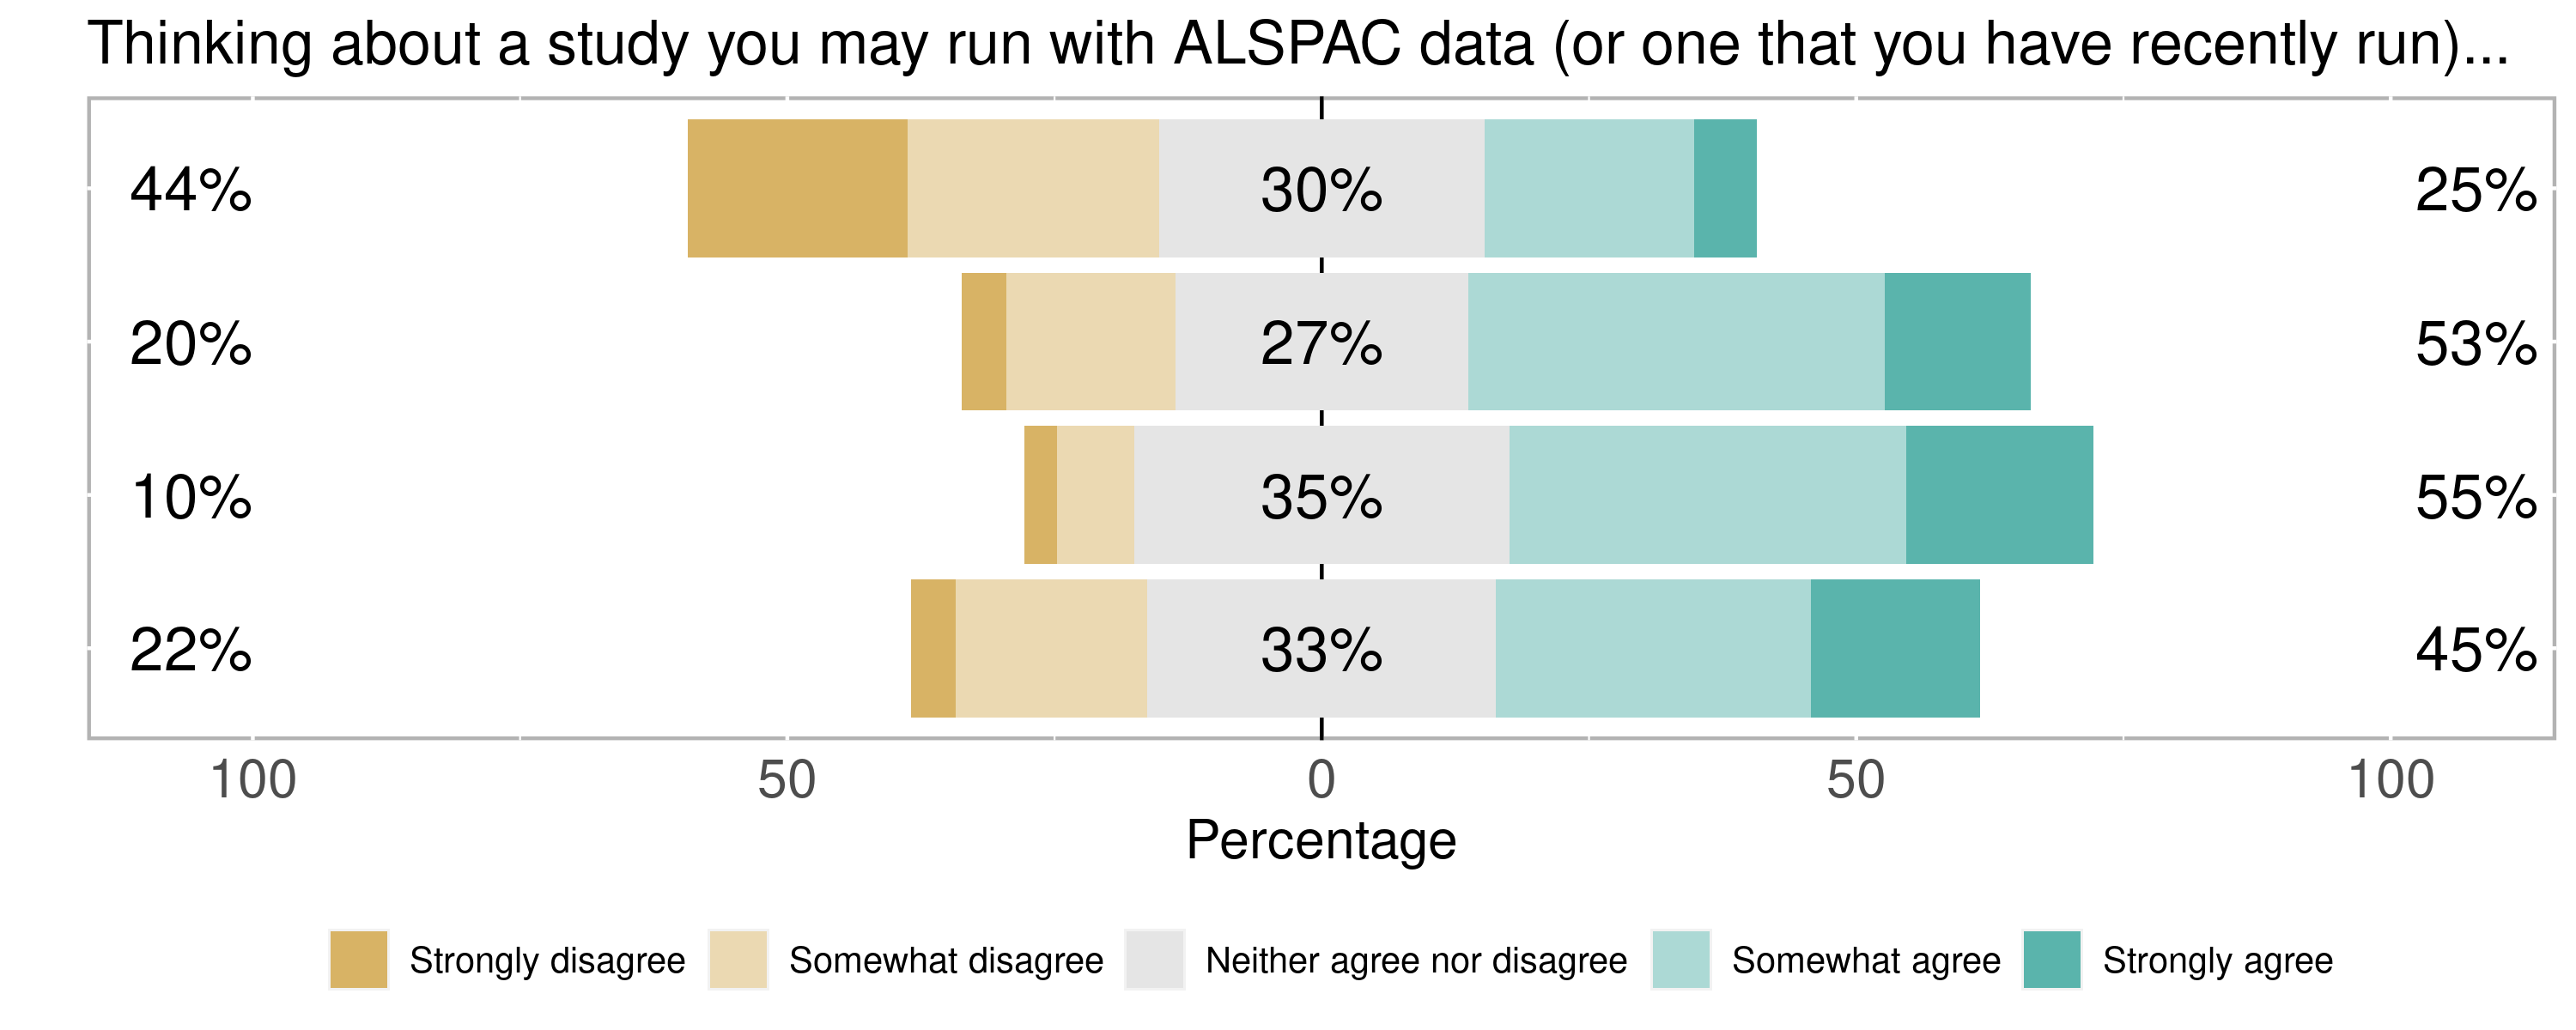 Thinking about a study you may run with ALSPAC data (or one that you have recently run)...
44% 30% 25%
20% 27% 53%
10% 35% 55%
22% 33% 45%
100 50 0 50 100
Percentage
Strongly disagree Somewhat disagree Neither agree nor disagree Somewhat agree Strongly agree